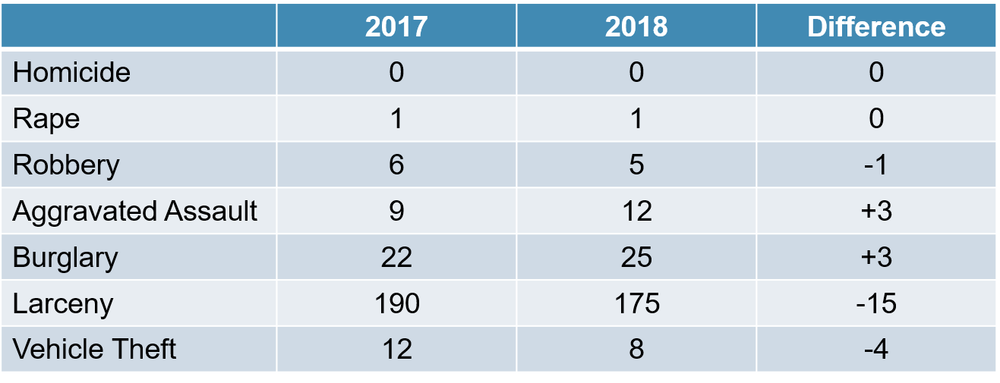 2017 2018 Difference
Homicide 0 0 0
Rape 1 1 0
Robbery 6 5 -1
Aggravated Assault 9 12 +3
Burglary 22 25 +3
Larceny 190 175 -15
Vehicle Theft 12 8 -4